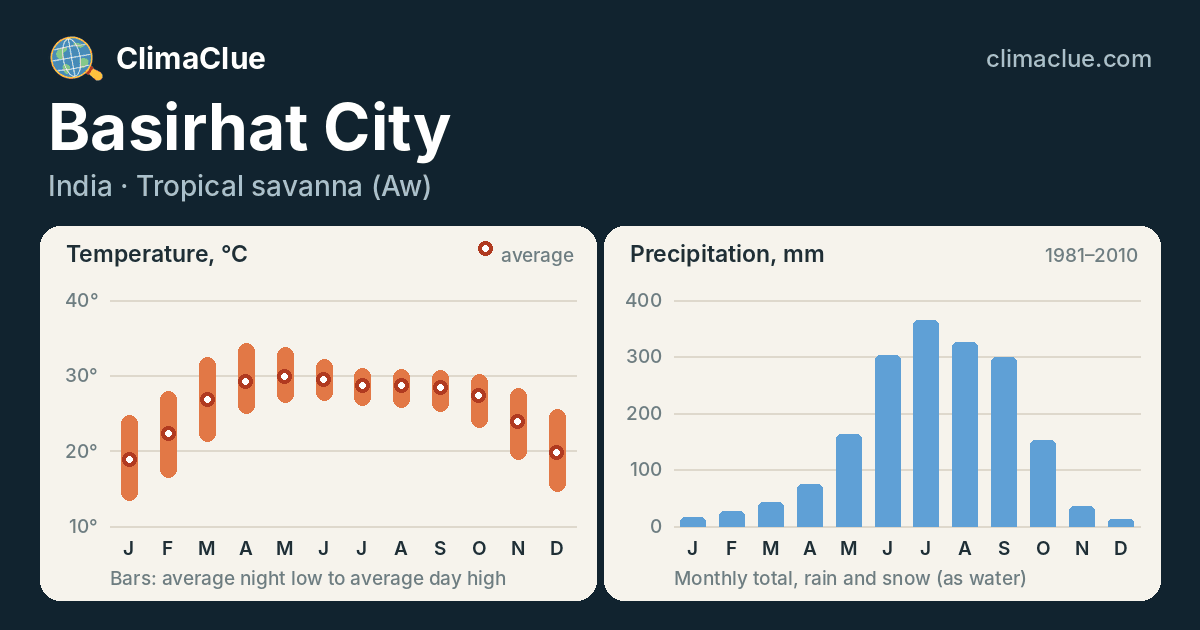 ClimaClue
climaclue.com
Basirhat City
India · Tropical savanna (Aw)
Temperature, °C
average
40°
30°
20°
10°
J F M A M J J A S O N D
Bars: average night low to average day high
Precipitation, mm
1981–2010
400
300
200
100
0
J F M A M J J A S O N D
Monthly total, rain and snow (as water)